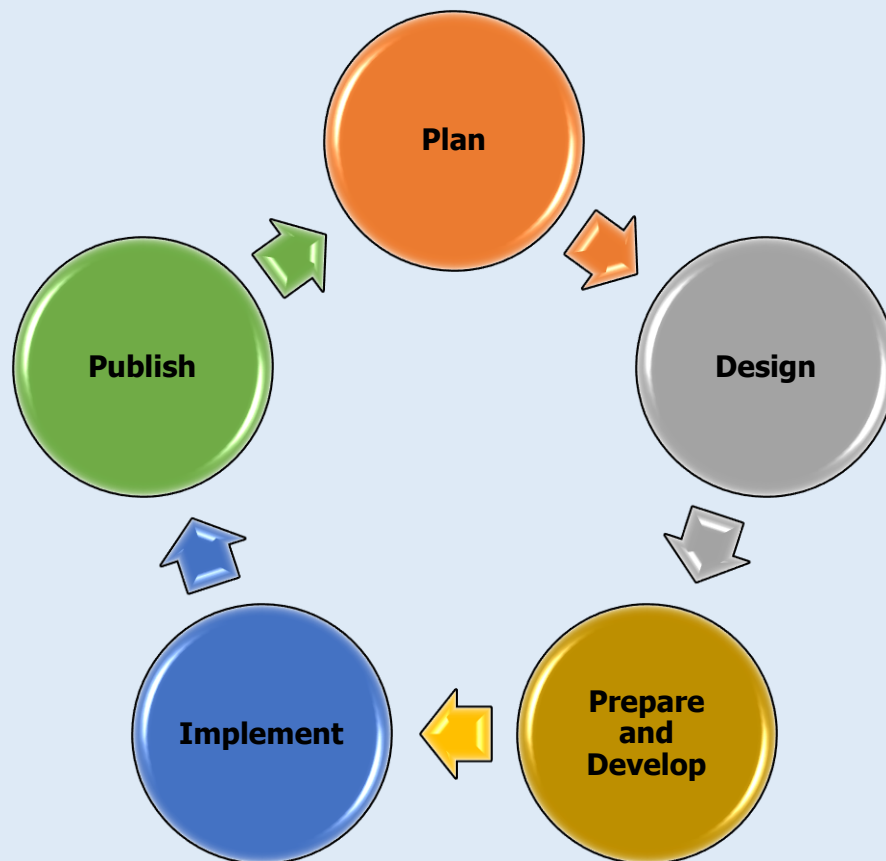 Plan
Design
Prepare
and
Develop
Implement
Publish